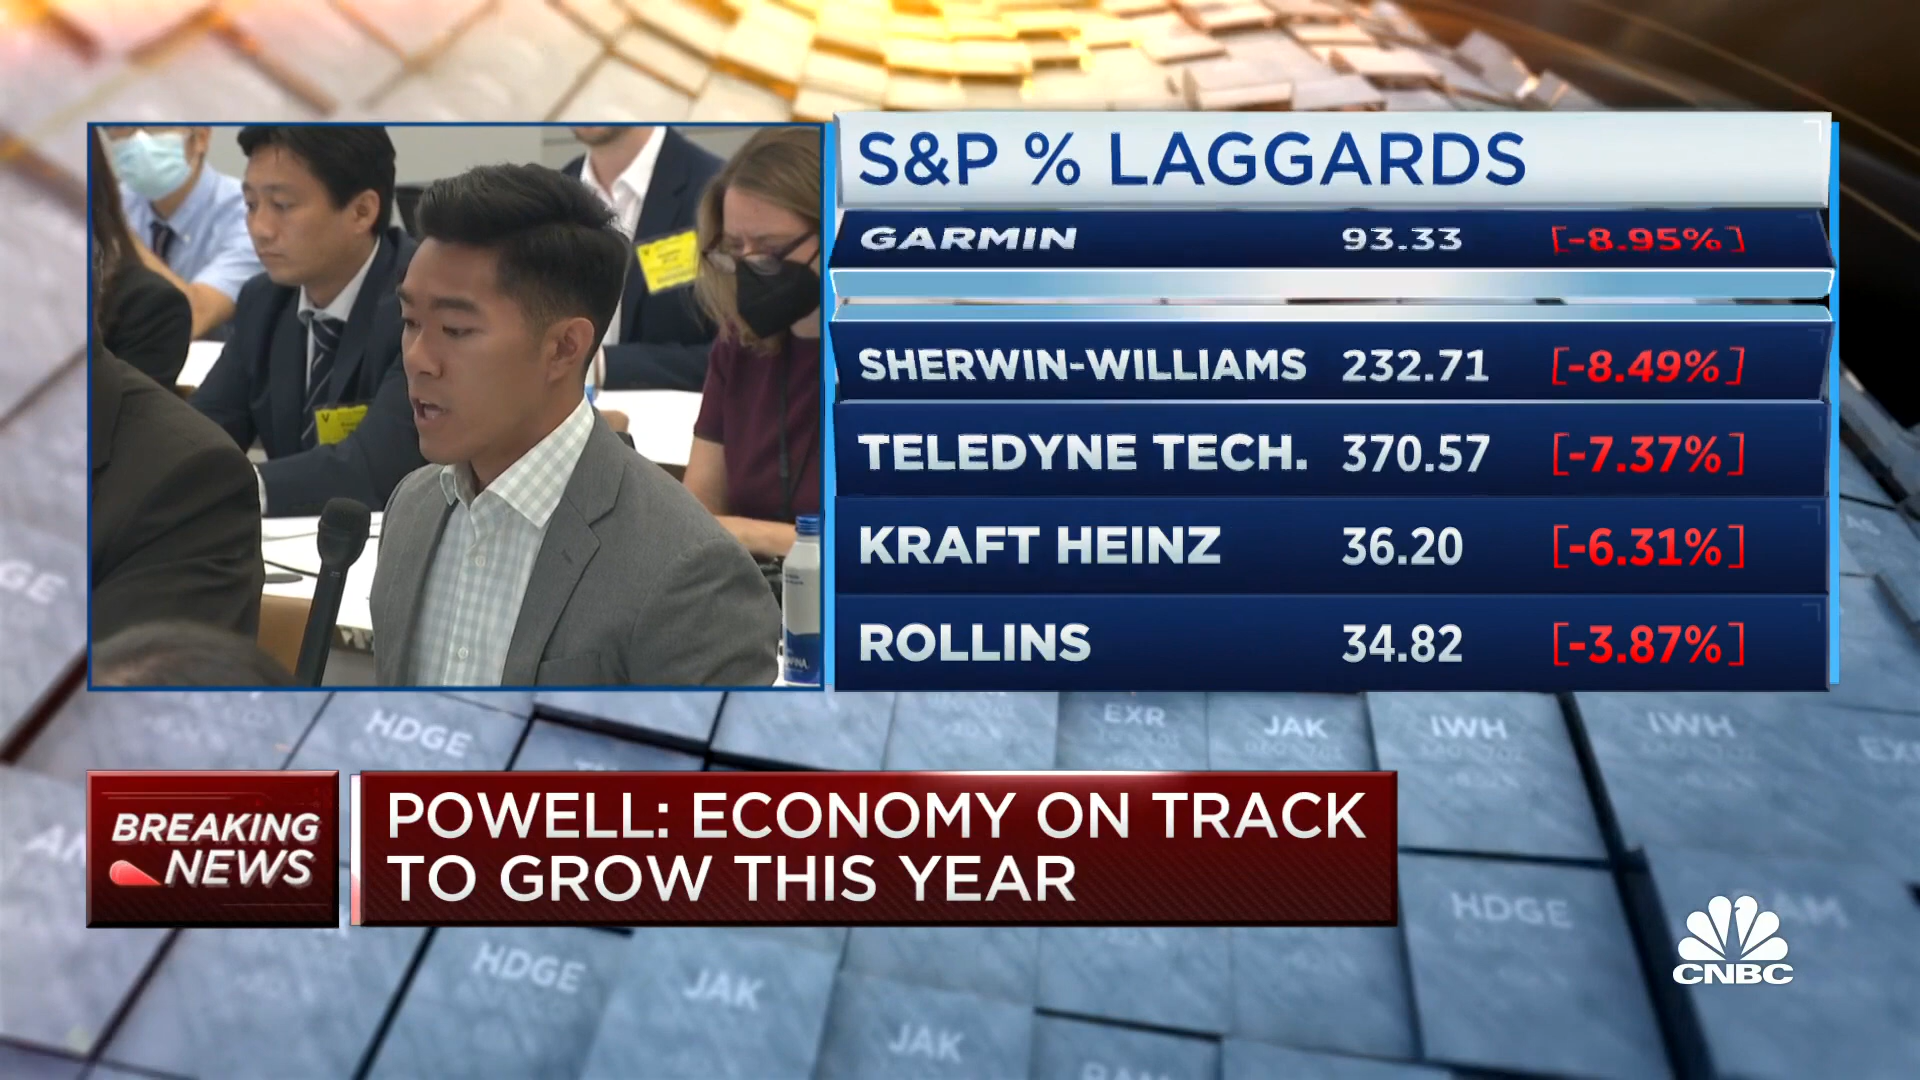 S&P % LAGGARDS
GARMIN 93.33 [-8.95%]
SHERWIN-WILLIAMS 232.71 [-8.49%]
TELEDYNE TECH. 370.57 [-7.37%]
KRAFT HEINZ 36.20 [-6.31%]
ROLLINS 34.82 [-3.87%]
GE
HDGE
EXR
JAK
IWH
IWH
BREAKING
NEWS
POWELL: ECONOMY ON TRACK
TO GROW THIS YEAR
HDGE
HDGE
JAK
JAK
CNBC